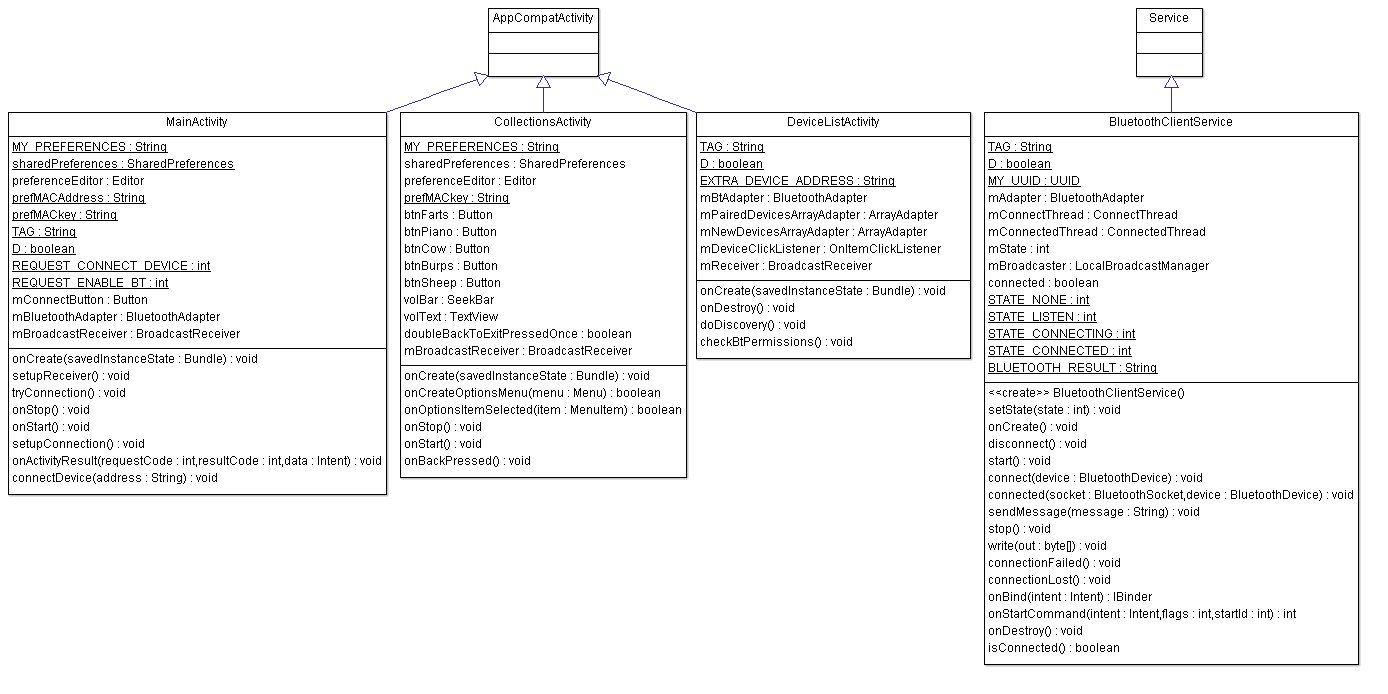 AppCompatActivity
Service
MainActivity
MY_PREFERENCES : String
sharedPreferences : SharedPreferences
preferenceEditor : Editor
prefMACAddress : String
prefMACkey : String
TAG : String
D : boolean
REQUEST_CONNECT_DEVICE : int
REQUEST_ENABLE_BT : int
mConnectButton : Button
mBluetoothAdapter : BluetoothAdapter
mBroadcastReceiver : BroadcastReceiver
onCreate(savedInstanceState : Bundle) : void
setupReceiver() : void
tryConnection() : void
onStop() : void
onStart() : void
setupConnection() : void
onActivityResult(requestCode : int,resultCode : int,data : Intent) : void
connectDevice(address : String) : void
CollectionsActivity
MY_PREFERENCES : String
sharedPreferences : SharedPreferences
preferenceEditor : Editor
prefMACkey : String
btnFarts : Button
btnPiano : Button
btnCow : Button
btnBurps : Button
btnSheep : Button
volBar : SeekBar
volText : TextView
doubleBackToExitPressedOnce : boolean
mBroadcastReceiver : BroadcastReceiver
onCreate(savedInstanceState : Bundle) : void
onCreateOptionsMenu(menu : Menu) : boolean
onOptionsItemSelected(item : MenuItem) : boolean
onStop() : void
onStart() : void
onBackPressed() : void
DeviceListActivity
TAG : String
D : boolean
EXTRA_DEVICE_ADDRESS : String
mBtAdapter : BluetoothAdapter
mPairedDevicesArrayAdapter : ArrayAdapter
mNewDevicesArrayAdapter : ArrayAdapter
mDeviceClickListener : OnItemClickListener
mReceiver : BroadcastReceiver
onCreate(savedInstanceState : Bundle) : void
onDestroy() : void
doDiscovery() : void
checkBtPermissions() : void
BluetoothClientService
TAG : String
D : boolean
MY_UUID : UUID
mAdapter : BluetoothAdapter
mConnectThread : ConnectThread
mConnectedThread : ConnectedThread
mState : int
mBroadcaster : LocalBroadcastManager
connected : boolean
STATE_NONE : int
STATE_LISTEN : int
STATE_CONNECTING : int
STATE_CONNECTED : int
BLUETOOTH_RESULT : String
<<create>> BluetoothClientService()
setState(state : int) : void
onCreate() : void
disconnect() : void
start() : void
connect(device : BluetoothDevice) : void
connected(socket : BluetoothSocket,device : BluetoothDevice) : void
sendMessage(message : String) : void
stop() : void
write(out : byte[]) : void
connectionFailed() : void
connectionLost() : void
onBind(intent : Intent) : IBinder
onStartCommand(intent : Intent,flags : int,startId : int) : int
onDestroy() : void
isConnected() : boolean